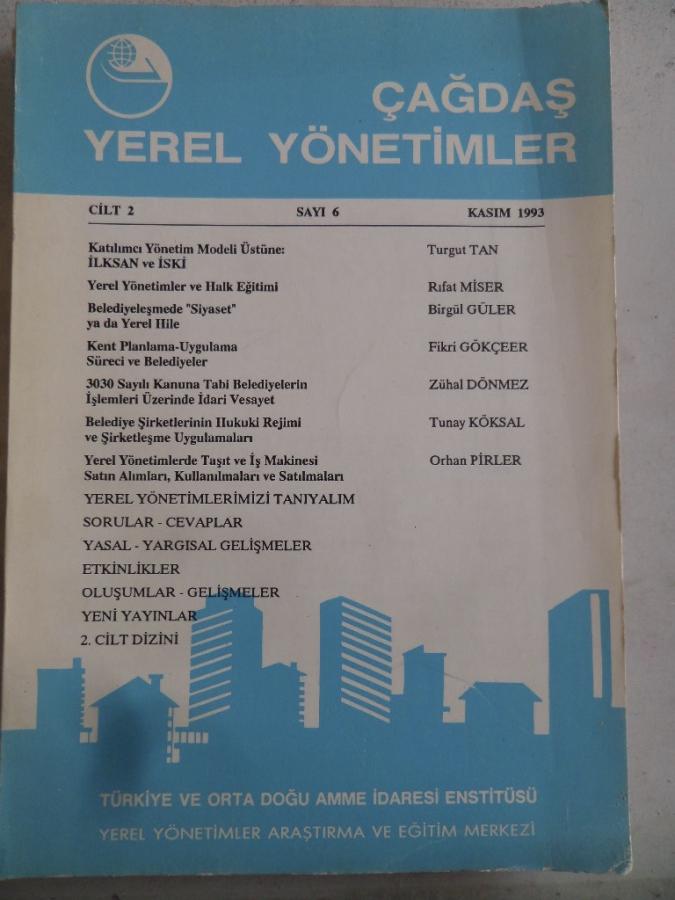 ÇAĞDAŞ
YEREL YÖNETİMLER
CİLT 2 SAYI 6 KASIM 1993
Katılımcı Yönetim Modeli Üstüne: Turgut TAN
İLKSAN ve İSKİ
Yerel Yönetimler ve Halk Eğitimi Rıfat MİSER
Belediyeleşmede "Siyaset" Birgül GÜLER
ya da Yerel Hile
Kent Planlama-Uygulama Fikri GÖKÇEER
Süreci ve Belediyeler
3030 Sayılı Kanuna Tabi Belediyelerin Zühal DÖNMEZ
İşlemleri Üzerinde İdari Vesayet
Belediye Şirketlerinin Hukuki Rejimi Tunay KÖKSAL
ve Şirketleşme Uygulamaları
Yerel Yönetimlerde Taşıt ve İş Makinesi Orhan PİRLER
Satın Alımları, Kullanılmaları ve Satılmaları
YEREL YÖNETİMLERİMİZİ TANIYALIM
SORULAR - CEVAPLAR
YASAL - YARGISAL GELİŞMELER
ETKİNLİKLER
OLUŞUMLAR - GELİŞMELER
YENİ YAYINLAR
2. CİLT DİZİNİ
TÜRKİYE VE ORTA DOĞU AMME İDARESİ ENSTİTÜSÜ
YEREL YÖNETİMLER ARAŞTIRMA VE EĞİTİM MERKEZİ